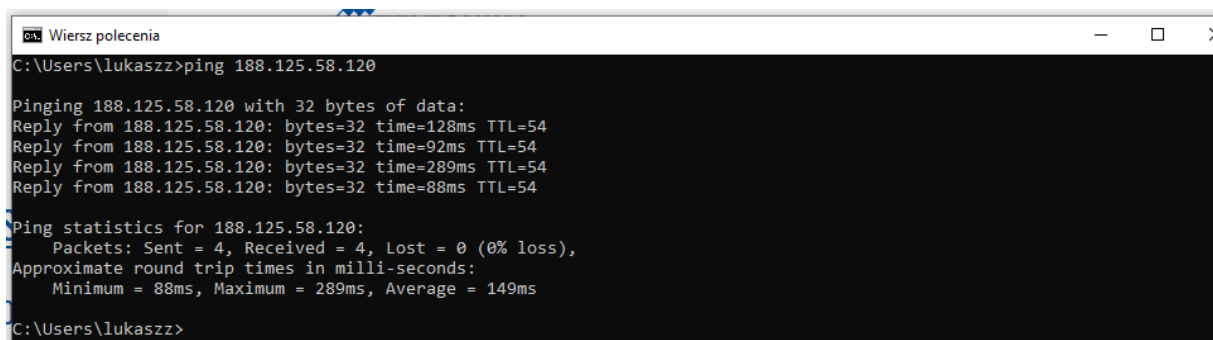 Wiersz polecenia
C:\Users\lukaszz>ping 188.125.58.120
Pinging 188.125.58.120 with 32 bytes of data:
Reply from 188.125.58.120: bytes=32 time=128ms TTL=54
Reply from 188.125.58.120: bytes=32 time=92ms TTL=54
Reply from 188.125.58.120: bytes=32 time=289ms TTL=54
Reply from 188.125.58.120: bytes=32 time=88ms TTL=54
Ping statistics for 188.125.58.120:
    Packets: Sent = 4, Received = 4, Lost = 0 (0% loss),
Approximate round trip times in milli-seconds:
    Minimum = 88ms, Maximum = 289ms, Average = 149ms
C:\Users\lukaszz>